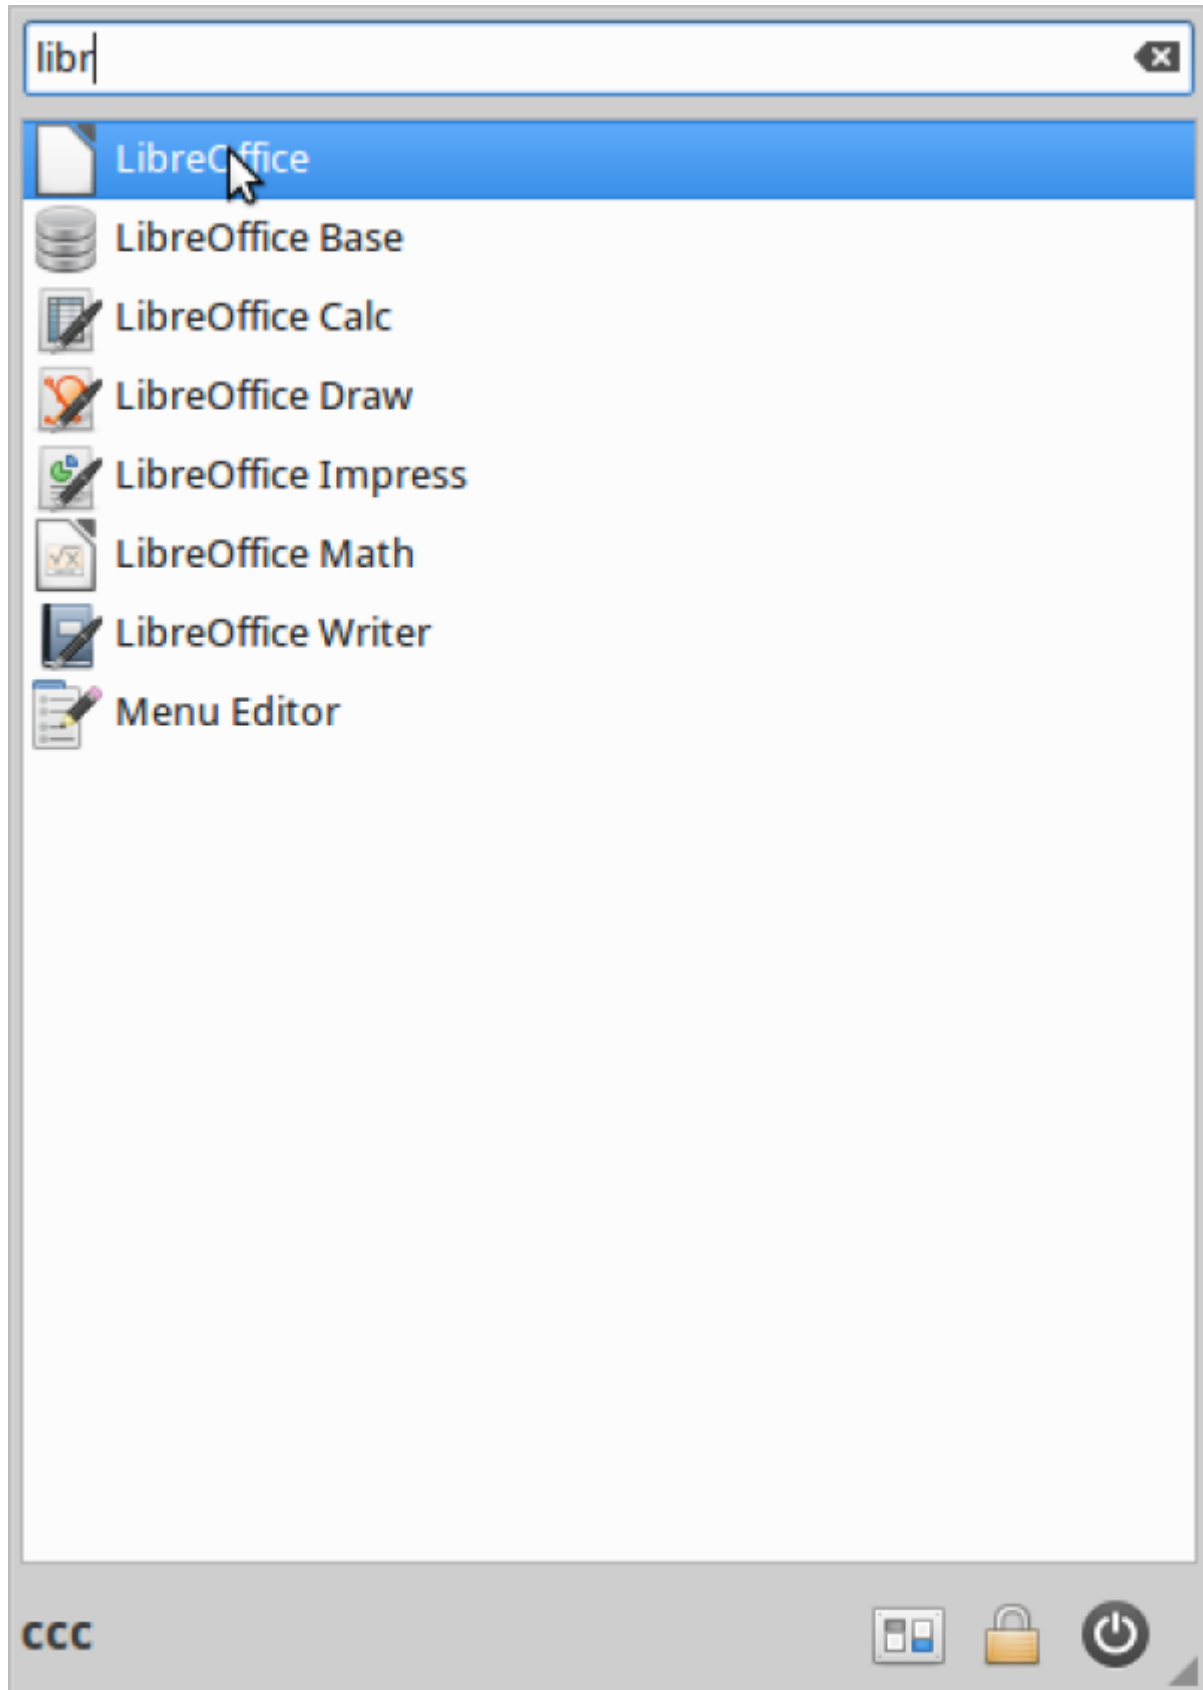 libr
LibreOffice
LibreOffice Base
LibreOffice Calc
LibreOffice Draw
LibreOffice Impress
LibreOffice Math
LibreOffice Writer
Menu Editor
ccc